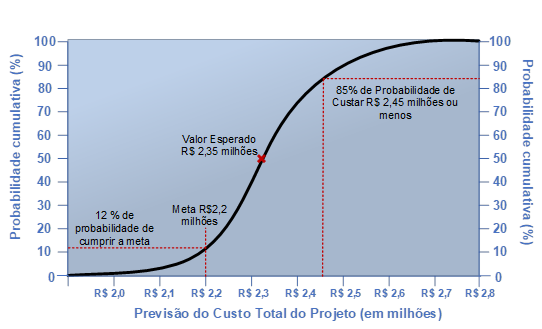 Probabilidade cumulativa (%)
100
90
80
70
60
50
40
30
20
10
0
Valor Esperado
R$ 2,35 milhões
85% de Probabilidade de
Custar R$ 2,45 milhões ou
menos
12 % de
probabilidade de
cumprir a meta
Meta R$2,2
milhões
100
90
80
70
60
50
40
30
20
10
0
Probabilidade cumulativa (%)
R$ 2,0 R$ 2,1 R$ 2,2 R$ 2,3 R$ 2,4 R$ 2,5 R$ 2,6 R$ 2,7 R$ 2,8
Previsão do Custo Total do Projeto (em milhões)